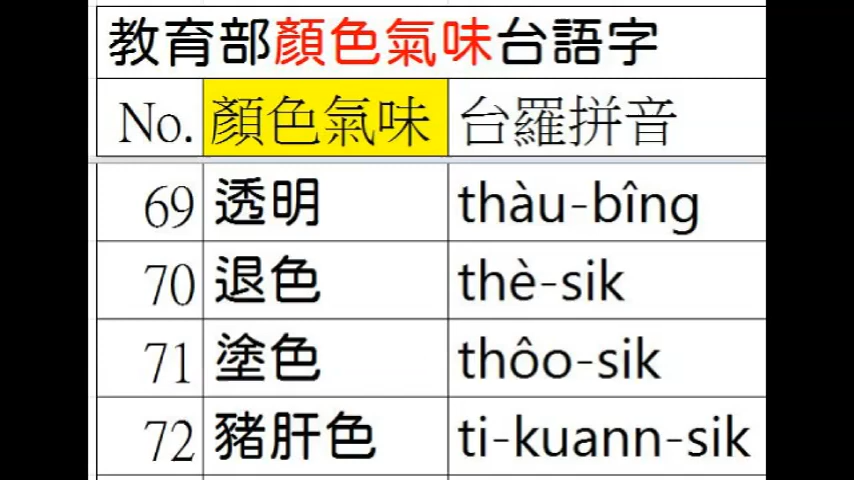 教育部顏色氣味台語字
No. 顏色氣味 台羅拼音
69 透明 thàu-bîng
70 退色 thè-sik
71 塗色 thôo-sik
72 豬肝色 ti-kuann-sik